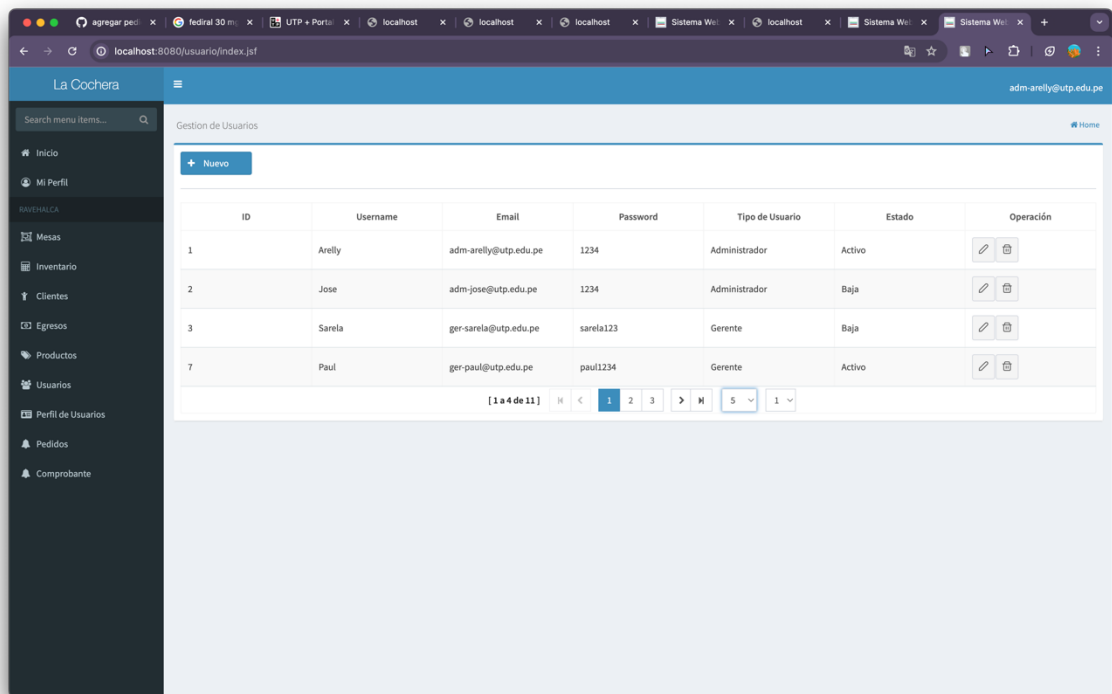 agregar pedi
fediral 30 mg
UTP + Portal
localhost
localhost
localhost
Sistema Web
localhost
Sistema Web
Sistema Web
localhost:8080/usuario/index.jsf
La Cochera
adm-arelly@utp.edu.pe
Search menu items...
Gestion de Usuarios
Home
Inicio
Nuevo
Mi Perfil
RAVEHALCA
Mesas
Inventario
Clientes
Egresos
Productos
Usuarios
Perfil de Usuarios
Pedidos
Comprobante
ID Username Email Password Tipo de Usuario Estado Operación
1 Arelly adm-arelly@utp.edu.pe 1234 Administrador Activo
2 Jose adm-jose@utp.edu.pe 1234 Administrador Baja
3 Sarela ger-sarela@utp.edu.pe sarela123 Gerente Baja
7 Paul ger-paul@utp.edu.pe paul1234 Gerente Activo
[ 1 a 4 de 11 ] 1 2 3 5 1